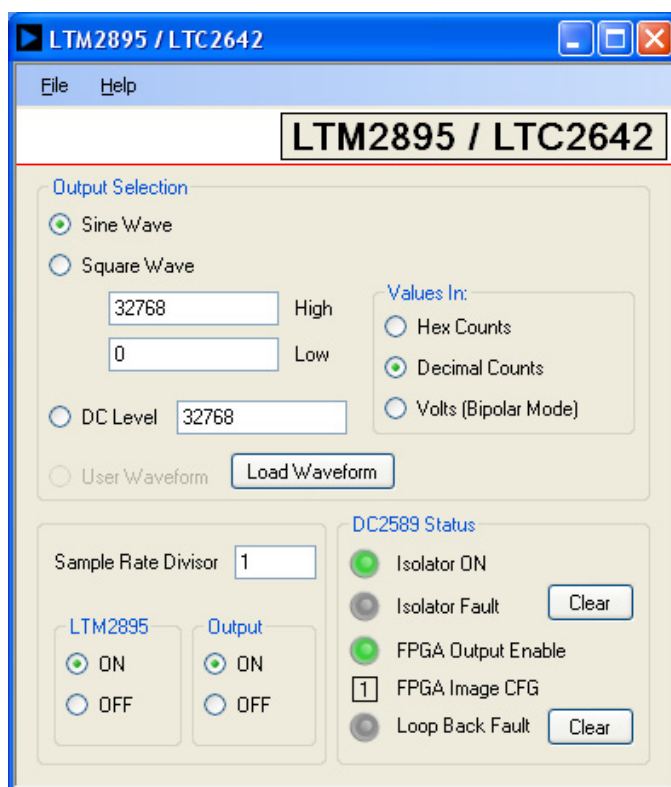 LTM2895 / LTC2642
File Help
LTM2895 / LTC2642
Output Selection
Sine Wave
Square Wave
32768 High
0 Low
Values In:
Hex Counts
Decimal Counts
Volts (Bipolar Mode)
DC Level 32768
User Waveform Load Waveform
Sample Rate Divisor 1
LTM2895
ON
OFF
Output
ON
OFF
DC2589 Status
Isolator ON
Isolator Fault Clear
FPGA Output Enable
1 FPGA Image CFG
Loop Back Fault Clear